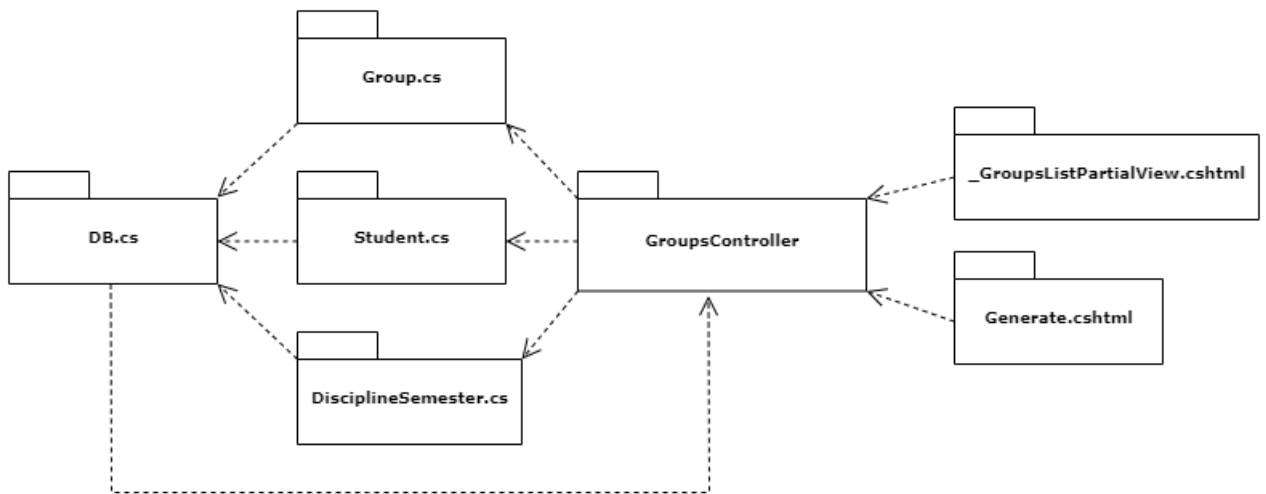 Group.cs
_GroupsListPartialView.cshtml
DB.cs
Student.cs
GroupsController
Generate.cshtml
DisciplineSemester.cs